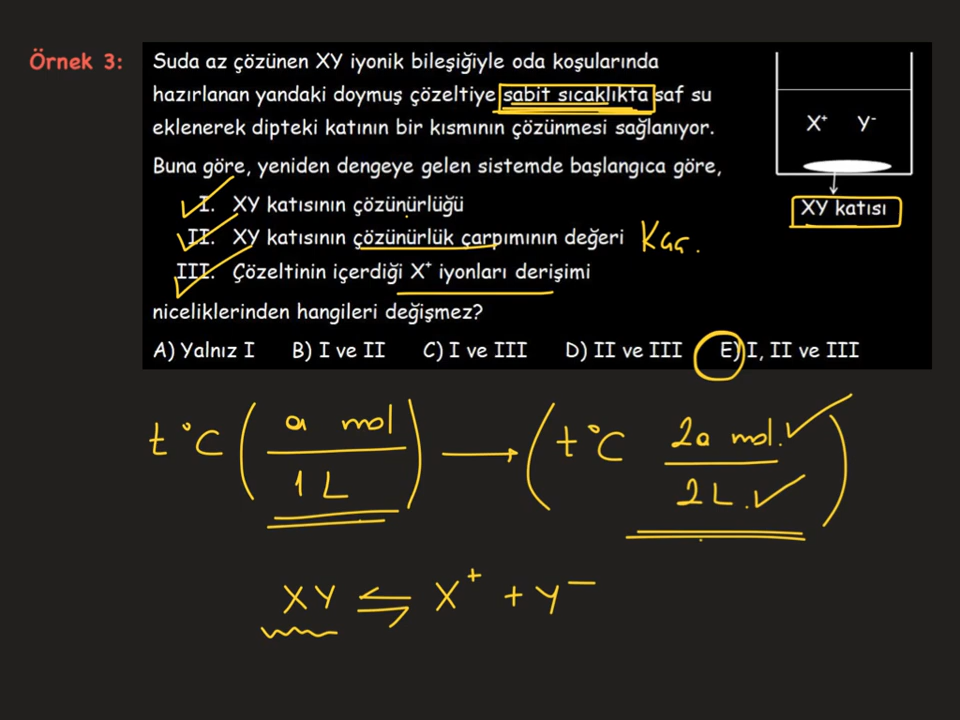 Örnek 3:
Suda az çözünen XY iyonik bileşiğiyle oda koşularında
hazırlanan yandaki doymuş çözeltiye sabit sıcaklıkta saf su
eklenerek dipteki katının bir kısmının çözünmesi sağlanıyor.
Buna göre, yeniden dengeye gelen sistemde başlangıca göre,
I. XY katısının çözünürlüğü
II. XY katısının çözünürlük çarpımının değeri Kçç.
III. Çözeltinin içerdiği X⁺ iyonları derişimi
niceliklerinden hangileri değişmez?
A) Yalnız I B) I ve II C) I ve III D) II ve III E) I, II ve III
X⁺ Y⁻
XY katısı
t °C (a mol / 1 L) → (t °C 2a mol. / 2 L.)
XY ⇌ X⁺ + Y⁻